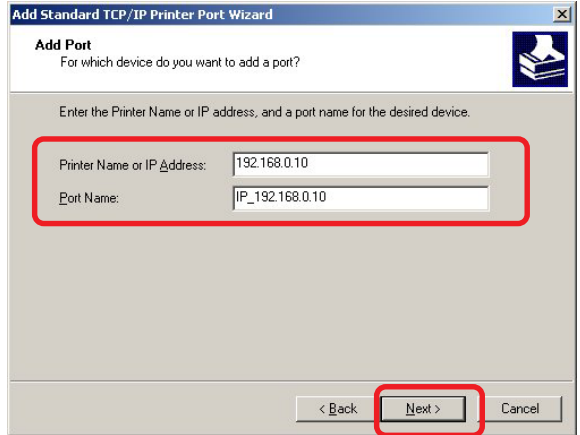 Add Standard TCP/IP Printer Port Wizard
Add Port
For which device do you want to add a port?
Enter the Printer Name or IP address, and a port name for the desired device.
Printer Name or IP Address: 192.168.0.10
Port Name: IP_192.168.0.10
< Back Next > Cancel